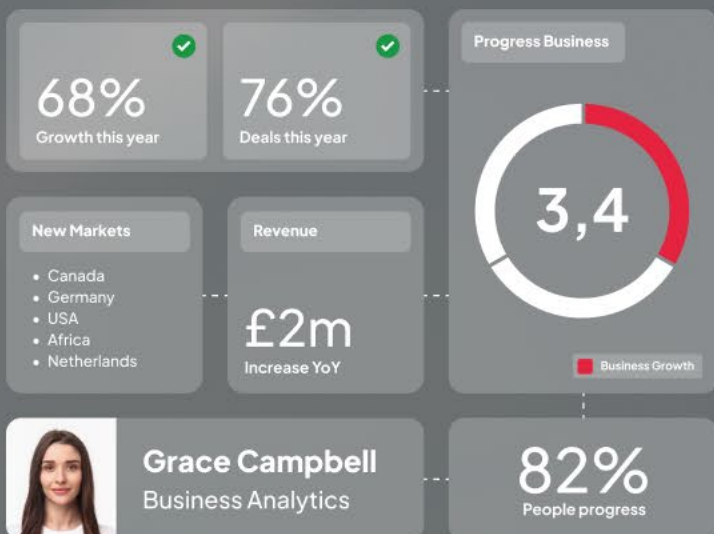 68%
Growth this year
76%
Deals this year
Progress Business
3,4
Business Growth
New Markets
• Canada
• Germany
• USA
• Africa
• Netherlands
Revenue
£2m
Increase YoY
Grace Campbell
Business Analytics
82%
People progress